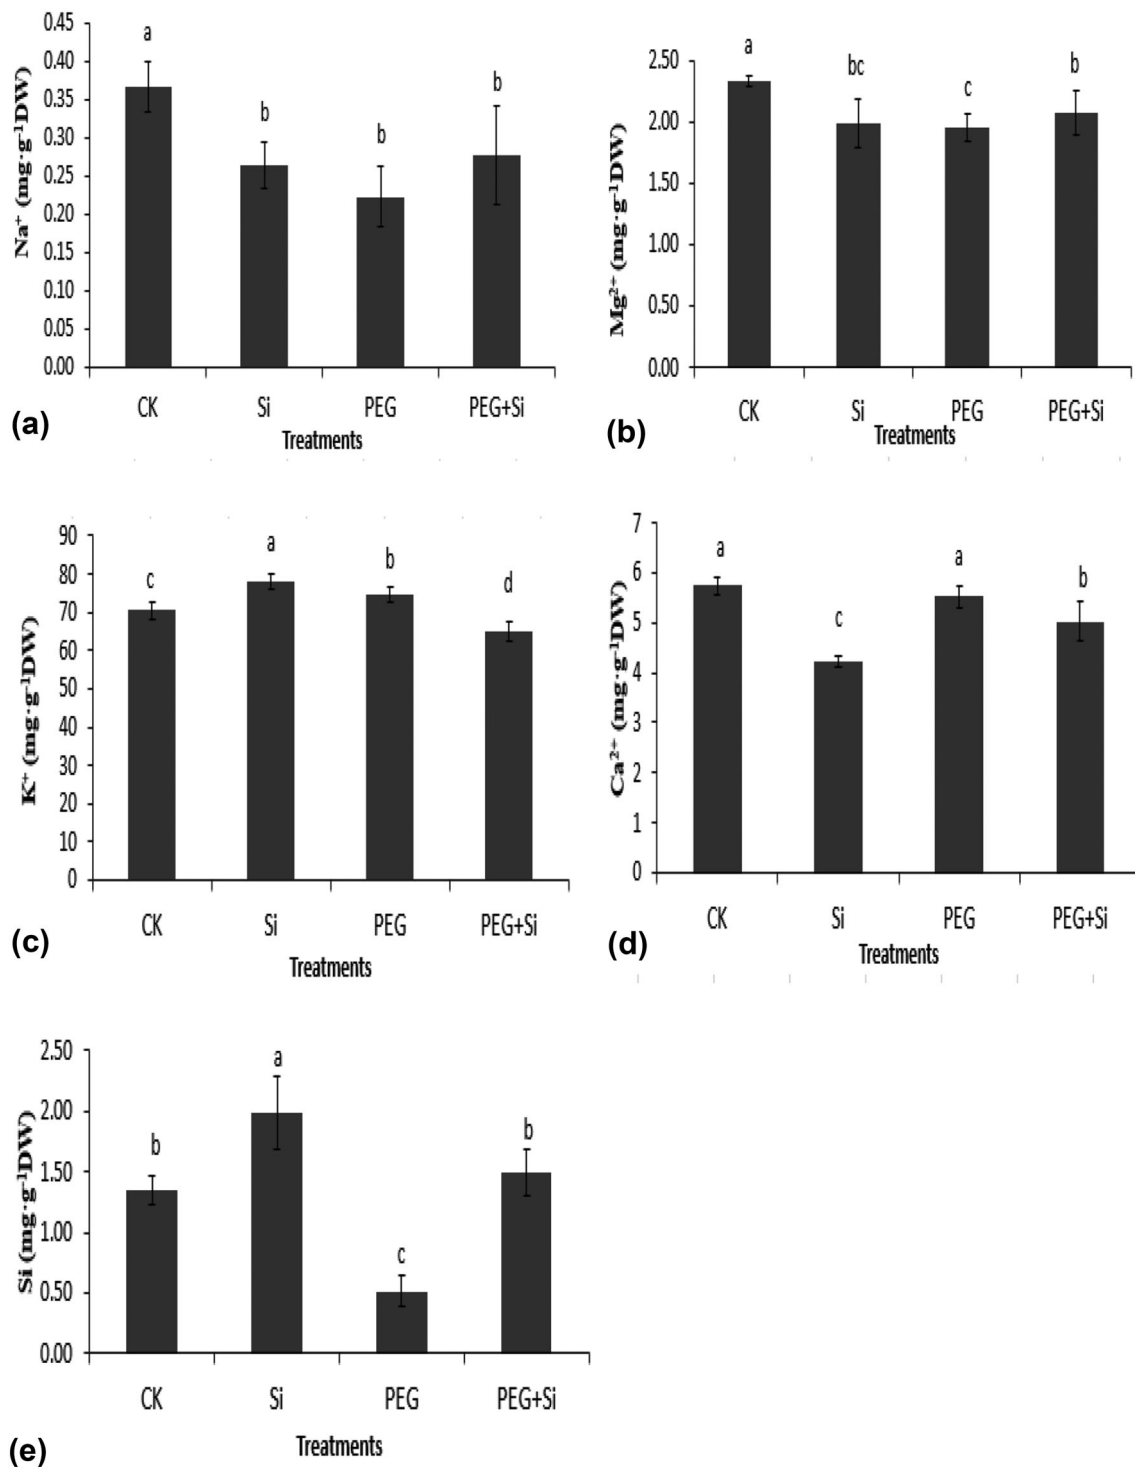 0.45
0.40
0.35
0.30
0.25
0.20
0.15
0.10
0.05
0.00
Na⁺ (mg·g⁻¹DW)
a
b
b
b
CK Si PEG PEG+Si
Treatments
(a)
2.50
2.00
1.50
1.00
0.50
0.00
Mg²⁺ (mg·g⁻¹DW)
a
bc
c
b
CK Si PEG PEG+Si
Treatments
(b)
90
80
70
60
50
40
30
20
10
0
K⁺ (mg·g⁻¹DW)
c
a
b
d
CK Si PEG PEG+Si
Treatments
(c)
7
6
5
4
3
2
1
0
Ca²⁺ (mg·g⁻¹DW)
a
c
a
b
CK Si PEG PEG+Si
Treatments
(d)
2.50
2.00
1.50
1.00
0.50
0.00
Si (mg·g⁻¹DW)
b
a
c
b
CK Si PEG PEG+Si
Treatments
(e)